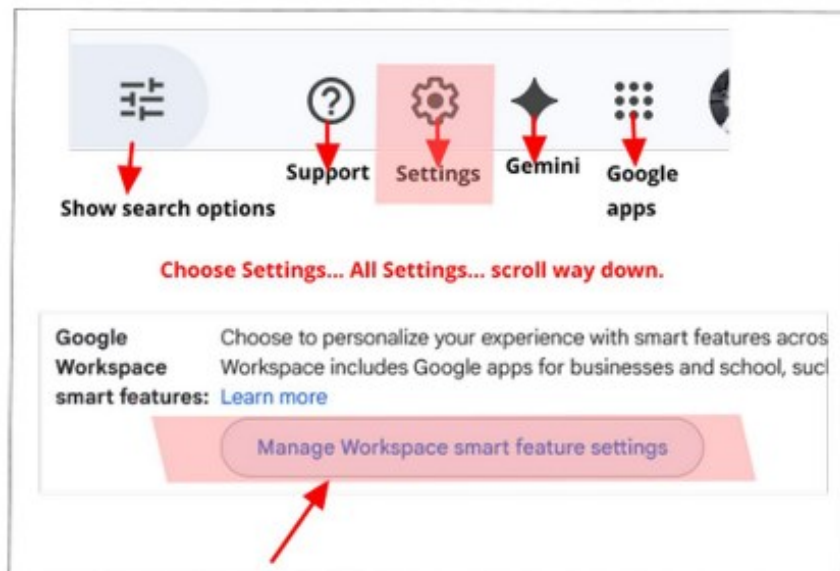 Support Settings Gemini Google
apps
Show search options
Choose Settings... All Settings... scroll way down.
Google Choose to personalize your experience with smart features acros
Workspace Workspace includes Google apps for businesses and school, sucl
smart features: Learn more
Manage Workspace smart feature settings